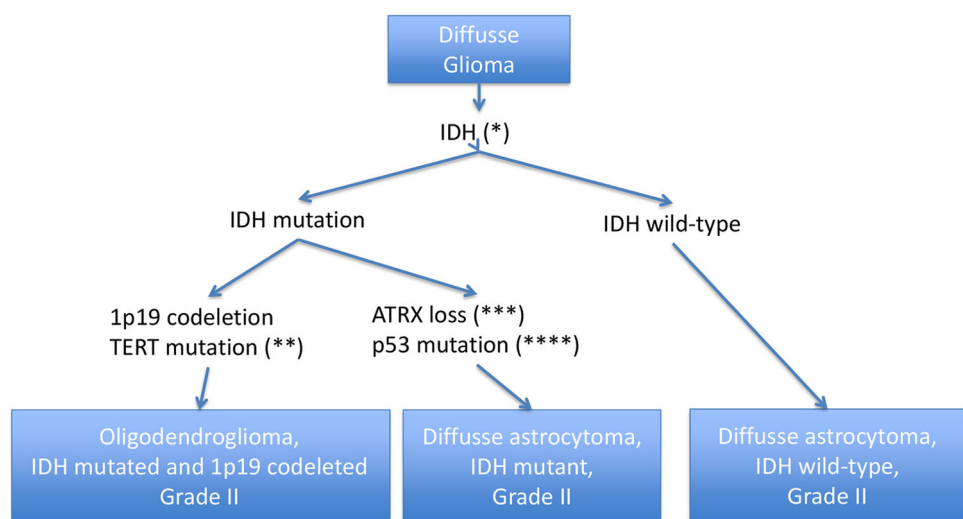 Diffusse
Glioma
IDH (*)
IDH mutation
IDH wild-type
1p19 codeletion
TERT mutation (**)
ATRX loss (***)
p53 mutation (****)
Oligodendroglioma,
IDH mutated and 1p19 codeleted
Grade II
Diffusse astrocytoma,
IDH mutant,
Grade II
Diffusse astrocytoma,
IDH wild-type,
Grade II